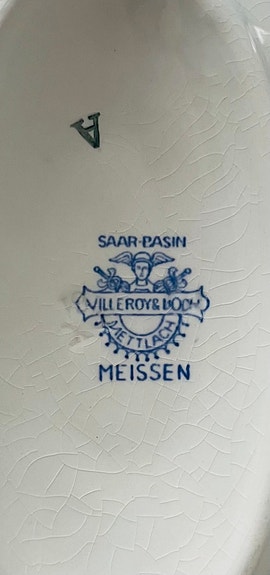 A
SAAR-BASIN
VILLEROY & BOCH
METTLACH
MEISSEN